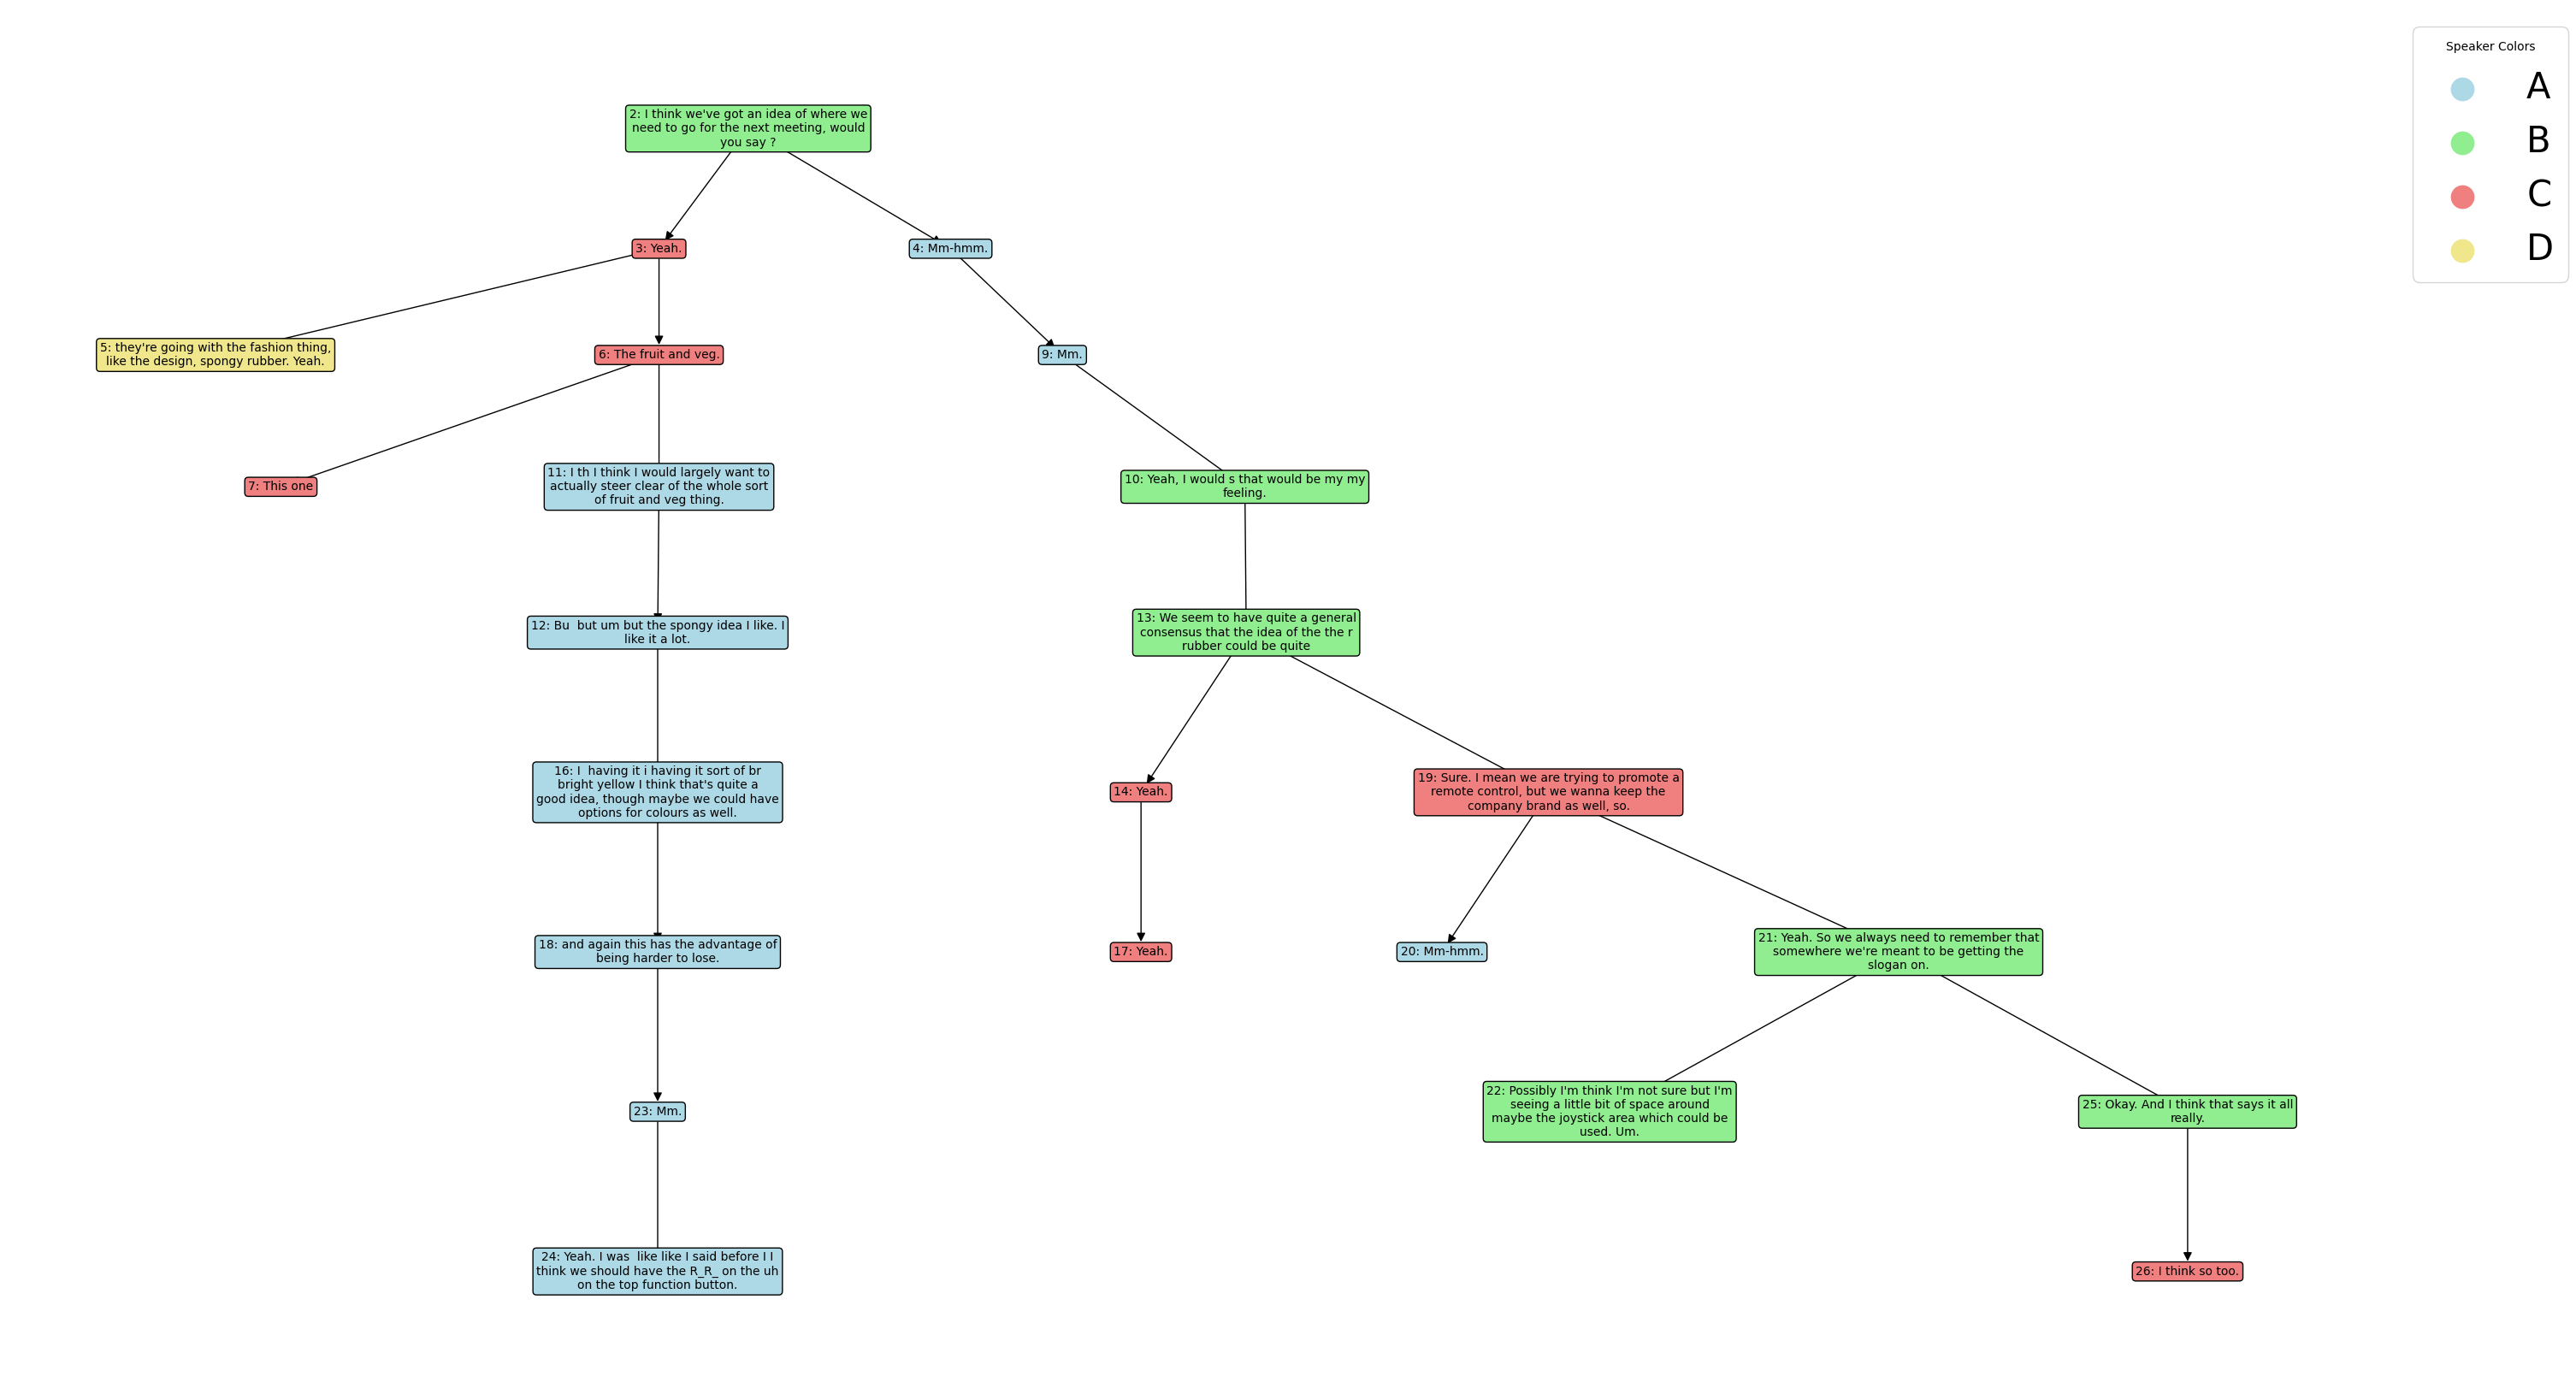 Speaker Colors
A
B
C
D
2: I think we've got an idea of where we
need to go for the next meeting, would
you say ?
3: Yeah.
4: Mm-hmm.
5: they're going with the fashion thing,
like the design, spongy rubber. Yeah.
6: The fruit and veg.
9: Mm.
7: This one
11: I th I think I would largely want to
actually steer clear of the whole sort
of fruit and veg thing.
10: Yeah, I would s that would be my my
feeling.
12: Bu  but um but the spongy idea I like. I
like it a lot.
13: We seem to have quite a general
consensus that the idea of the the r
rubber could be quite
16: I  having it i having it sort of br
bright yellow I think that's quite a
good idea, though maybe we could have
options for colours as well.
14: Yeah.
19: Sure. I mean we are trying to promote a
remote control, but we wanna keep the
company brand as well, so.
18: and again this has the advantage of
being harder to lose.
17: Yeah.
20: Mm-hmm.
21: Yeah. So we always need to remember that
somewhere we're meant to be getting the
slogan on.
23: Mm.
22: Possibly I'm think I'm not sure but I'm
seeing a little bit of space around
maybe the joystick area which could be
used. Um.
25: Okay. And I think that says it all
really.
24: Yeah. I was  like like I said before I I
think we should have the R_R_ on the uh
on the top function button.
26: I think so too.